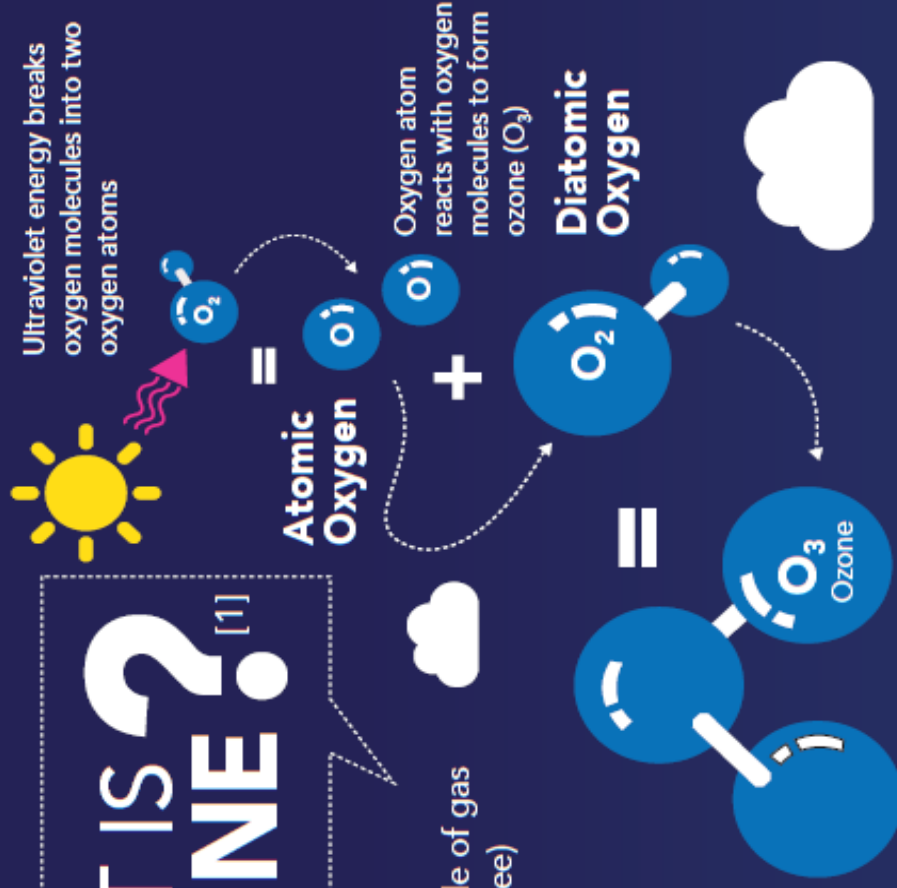 T IS ?
NE [1]
le of gas
ee)
Ultraviolet energy breaks
oxygen molecules into two
oxygen atoms
O₂
=
Atomic
Oxygen
O
O
Oxygen atom
reacts with oxygen
molecules to form
ozone (O₃)
+
Diatomic
Oxygen
O₂
=
O₃
Ozone